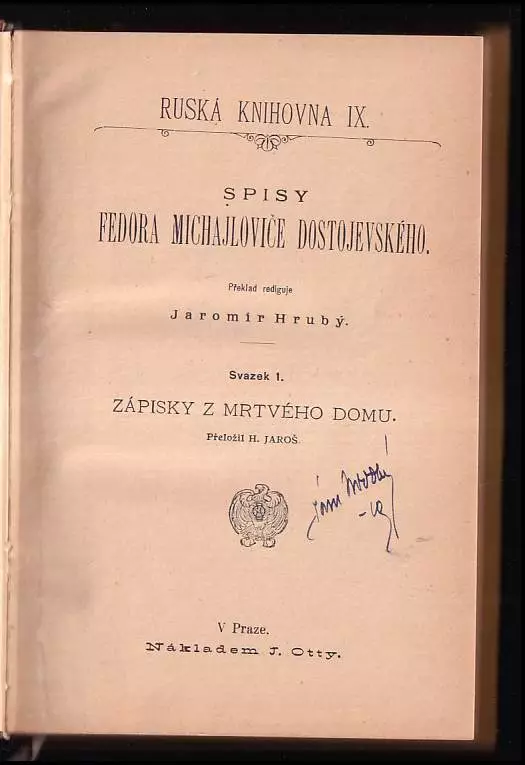 RUSKÁ KNIHOVNA IX.
SPISY
FEDORA MICHAJLOVIČE DOSTOJEVSKÉHO.
Překlad rediguje
Jaromír Hrubý.
Svazek 1.
ZÁPISKY Z MRTVÉHO DOMU.
Přeložil H. JAROŠ.
V Praze.
Nákladem J. Otty.